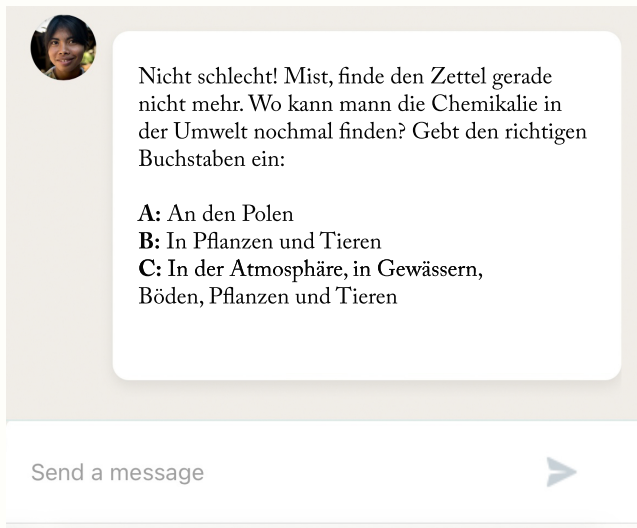 Nicht schlecht! Mist, finde den Zettel gerade
nicht mehr. Wo kann mann die Chemikalie in
der Umwelt nochmal finden? Gebt den richtigen
Buchstaben ein:
A: An den Polen
B: In Pflanzen und Tieren
C: In der Atmosphäre, in Gewässern,
Böden, Pflanzen und Tieren
Send a message